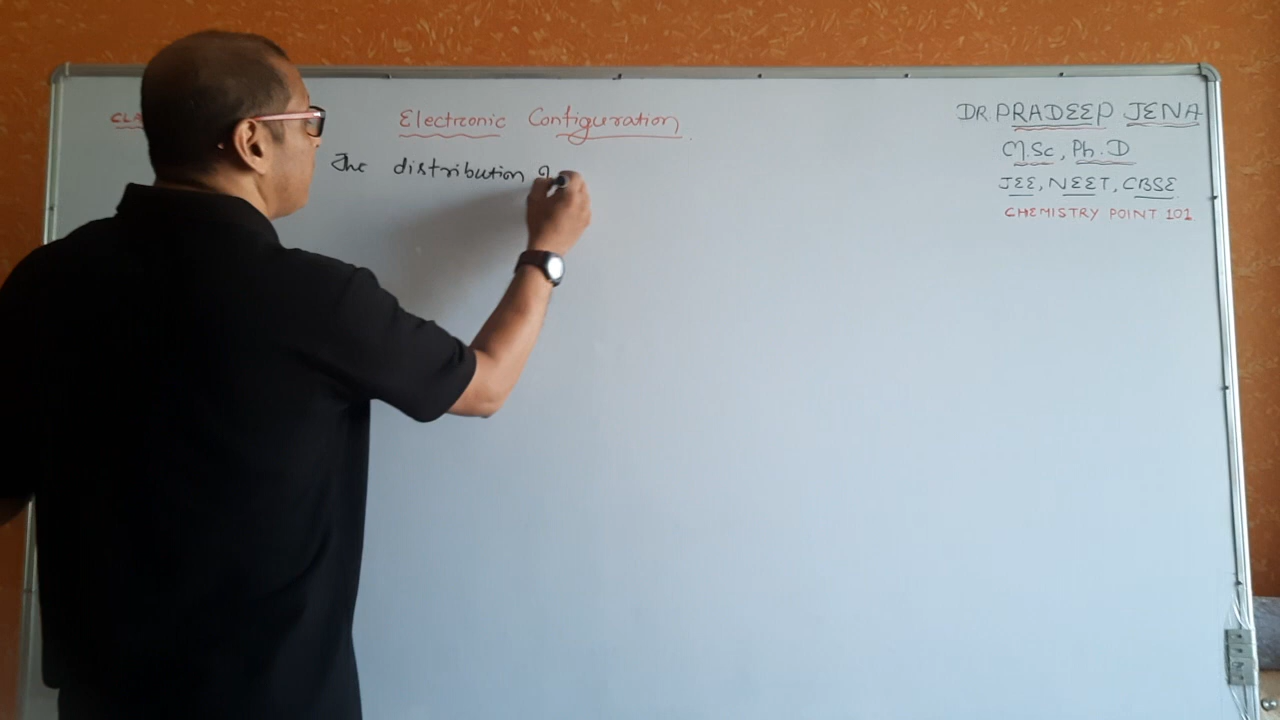 Electronic Configuration.
The distribution
DR. PRADEEP JENA
M.Sc, Ph.D
JEE, NEET, CBSE
CHEMISTRY POINT 101